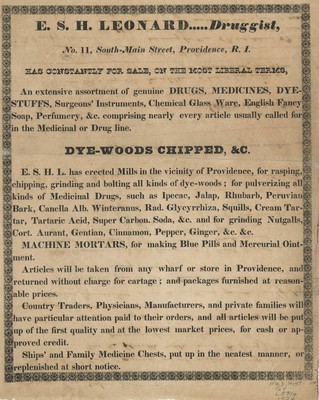 E. S. H. LEONARD.....Druggist,
No. 11, South-Main Street, Providence, R. I.
HAS CONSTANTLY FOR SALE, ON THE MOST LIBERAL TERMS,
An extensive assortment of genuine DRUGS, MEDICINES, DYE-
STUFFS, Surgeons' Instruments, Chemical Glass Ware, English Fancy
Soap, Perfumery, &c. comprising nearly every article usually called for
in the Medicinal or Drug line.
DYE-WOODS CHIPPED, &C.
E. S. H. L. has erected Mills in the vicinity of Providence, for rasping,
chipping, grinding and bolting all kinds of dye-woods; for pulverizing all
kinds of Medicinal Drugs, such as Ipecac, Jalap, Rhubarb, Peruvian
Bark, Canella Alb. Winteranus, Rad. Glycyrrhiza, Squills, Cream Tar-
tar, Tartaric Acid, Super Carbon. Soda, &c. and for grinding Nutgalls,
Cort. Aurant, Gentian, Cinnamon, Pepper, Ginger, &c. &c.
MACHINE MORTARS, for making Blue Pills and Mercurial Oint-
ment.
Articles will be taken from any wharf or store in Providence, and
returned without charge for cartage; and packages furnished at reason-
able prices.
Country Traders, Physicians, Manufacturers, and private families will
have particular attention paid to their orders, and all articles will be put
up of the first quality and at the lowest market prices, for cash or ap-
proved credit.
Ships' and Family Medicine Chests, put up in the neatest manner, or
replenished at short notice.